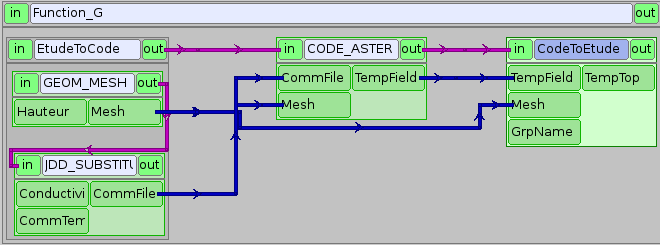 in Function_G out
in EtudeToCode out in CODE_ASTER out in CodeToEtude out
in GEOM_MESH out CommFile TempField TempField TempTop
Hauteur Mesh Mesh Mesh
GrpName
in JDD_SUBSTITU out
Conductivi CommFile
CommTem